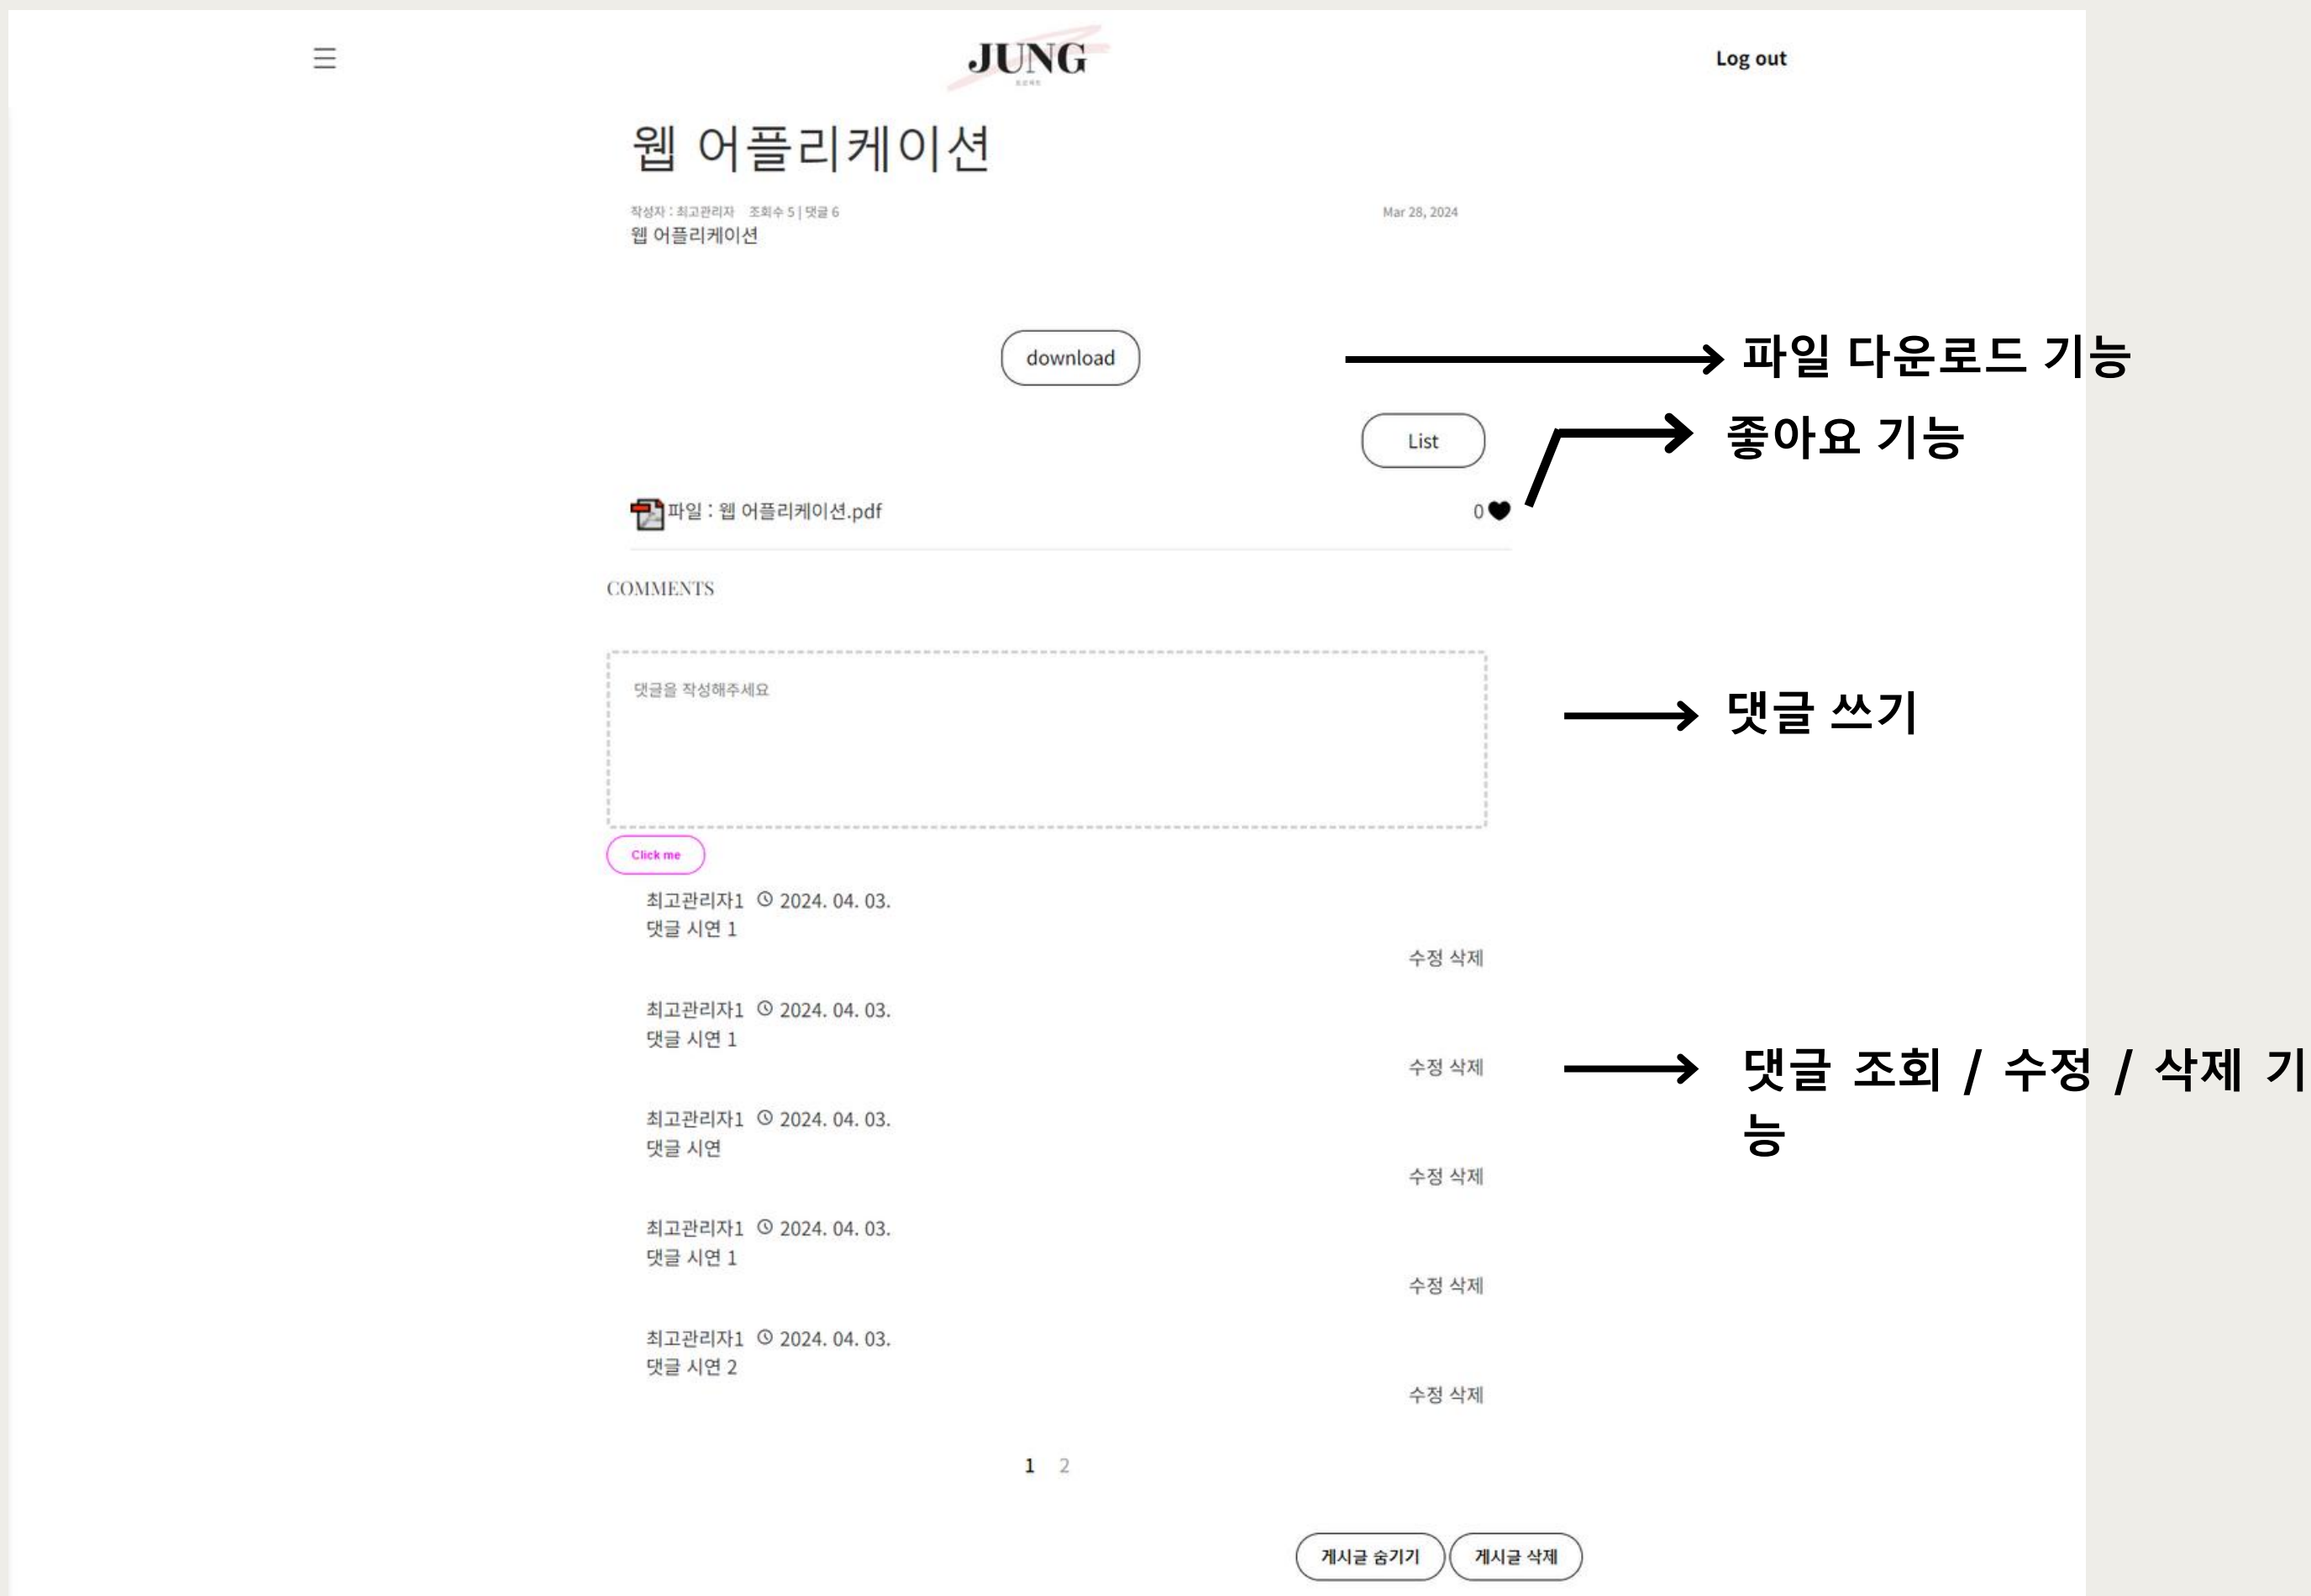 JUNG
Log out
웹 어플리케이션
작성자 : 최고관리자 조회수 5 | 댓글 6
Mar 28, 2024
웹 어플리케이션
download
파일 다운로드 기능
List
좋아요 기능
파일 : 웹 어플리케이션.pdf
0
COMMENTS
댓글을 작성해주세요
댓글 쓰기
Click me
최고관리자1 2024. 04. 03.
댓글 시연 1
수정 삭제
최고관리자1 2024. 04. 03.
댓글 시연 1
수정 삭제
댓글 조회 / 수정 / 삭제 기
능
최고관리자1 2024. 04. 03.
댓글 시연
수정 삭제
최고관리자1 2024. 04. 03.
댓글 시연 1
수정 삭제
최고관리자1 2024. 04. 03.
댓글 시연 2
수정 삭제
1 2
게시글 숨기기
게시글 삭제